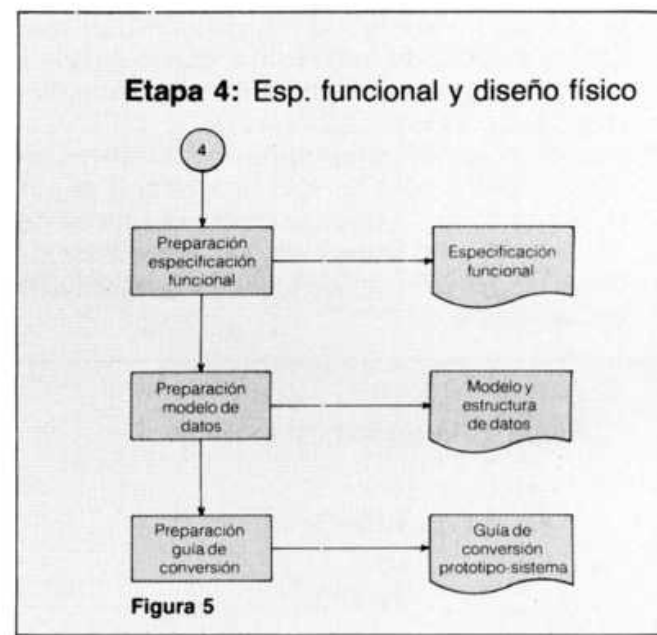 Etapa 4: Esp. funcional y diseño físico
4
Preparación
especificación
funcional
Especificación
funcional
Preparación
modelo de
datos
Modelo y
estructura
de datos
Preparación
guía de
conversión
Guía de
conversión
prototipo-sistema
Figura 5